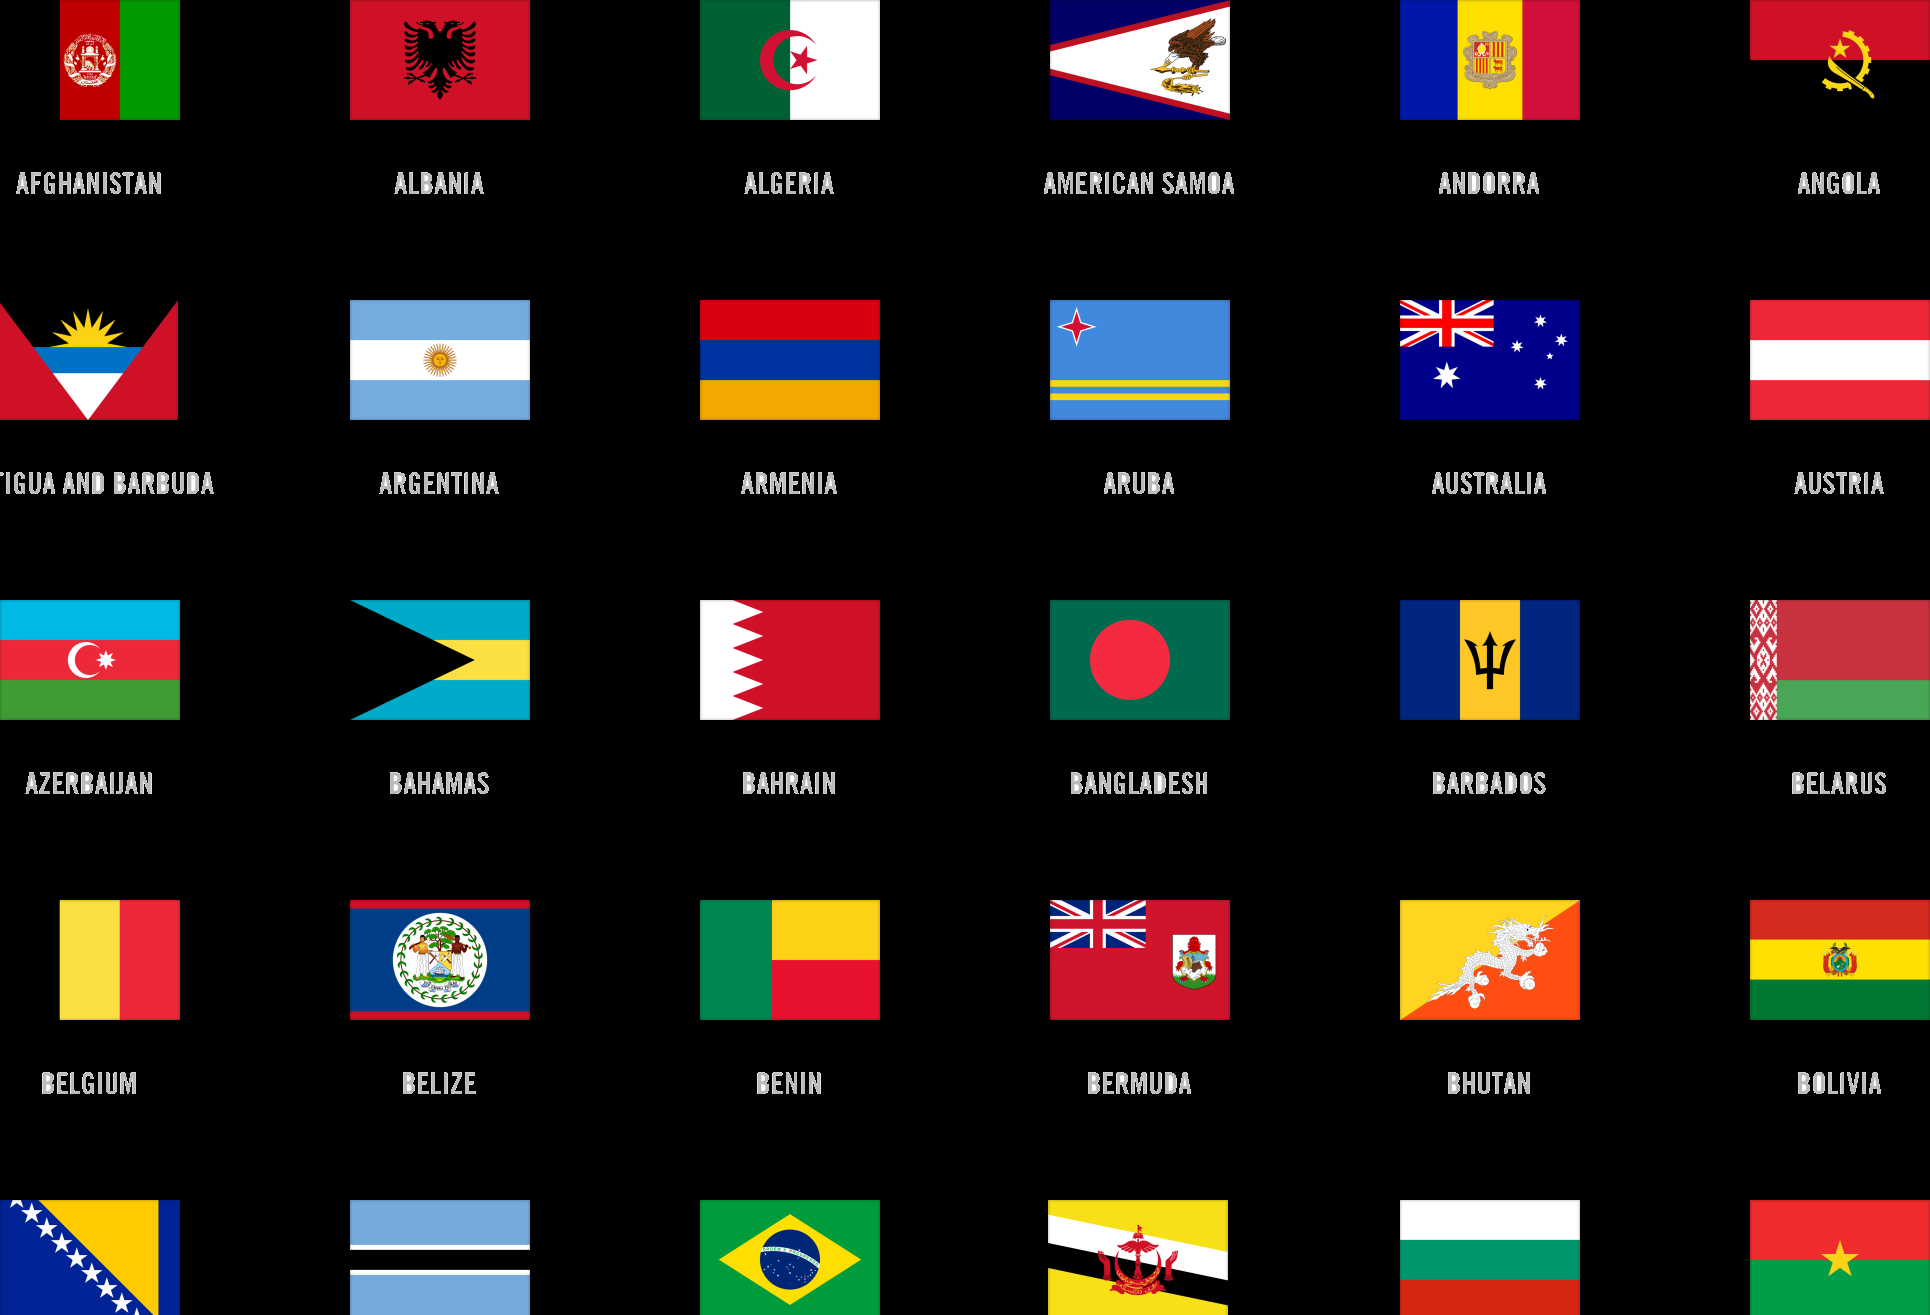 AFGHANISTAN
ALBANIA
ALGERIA
AMERICAN SAMOA
ANDORRA
ANGOLA
TIGUA AND BARBUDA
ARGENTINA
ARMENIA
ARUBA
AUSTRALIA
AUSTRIA
AZERBAIJAN
BAHAMAS
BAHRAIN
BANGLADESH
BARBADOS
BELARUS
BELGIUM
BELIZE
BENIN
BERMUDA
BHUTAN
BOLIVIA